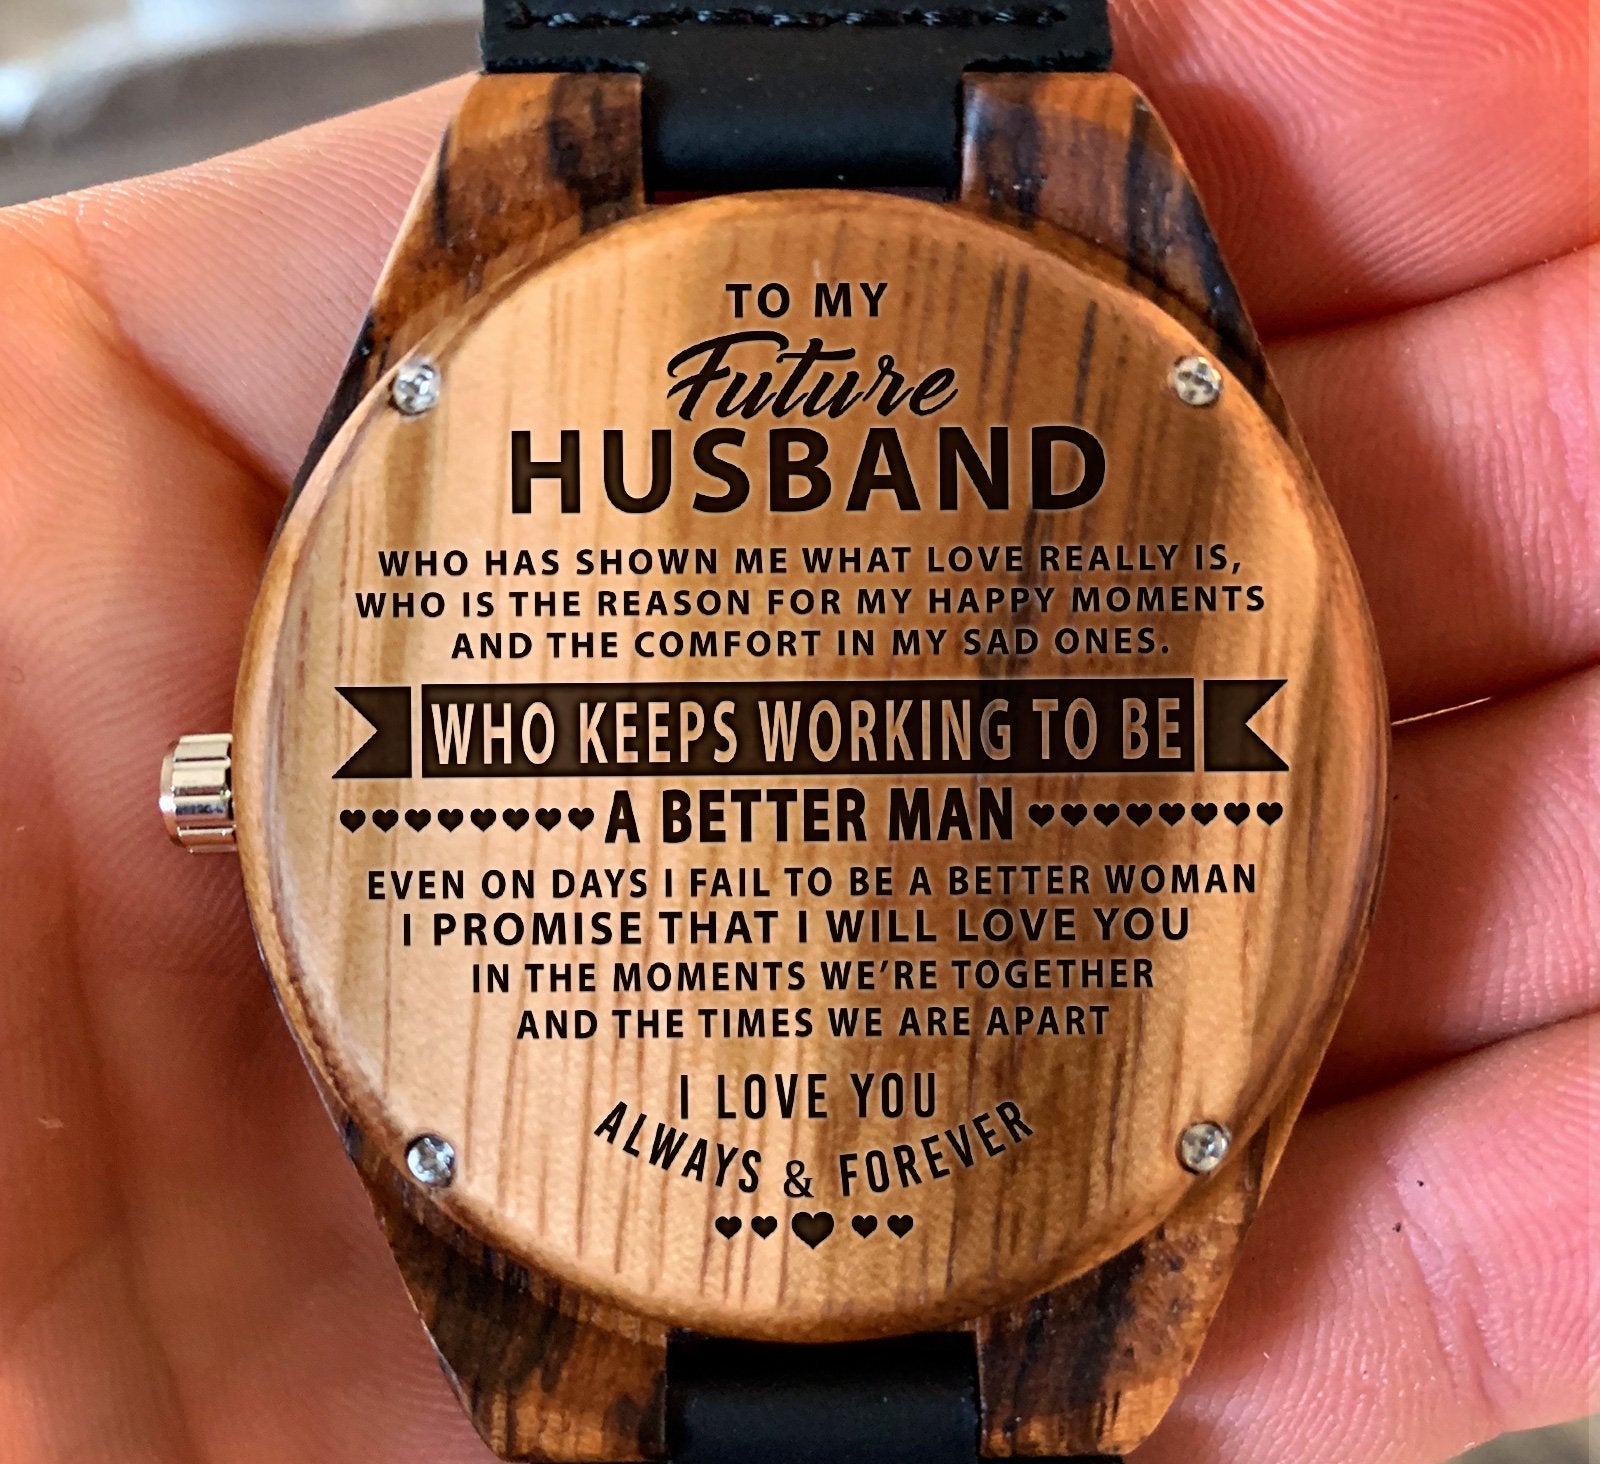 TO MY
Future
HUSBAND
WHO HAS SHOWN ME WHAT LOVE REALLY IS,
WHO IS THE REASON FOR MY HAPPY MOMENTS
AND THE COMFORT IN MY SAD ONES.
WHO KEEPS WORKING TO BE
A BETTER MAN
EVEN ON DAYS I FAIL TO BE A BETTER WOMAN
I PROMISE THAT I WILL LOVE YOU
IN THE MOMENTS WE'RE TOGETHER
AND THE TIMES WE ARE APART
I LOVE YOU
ALWAYS & FOREVER